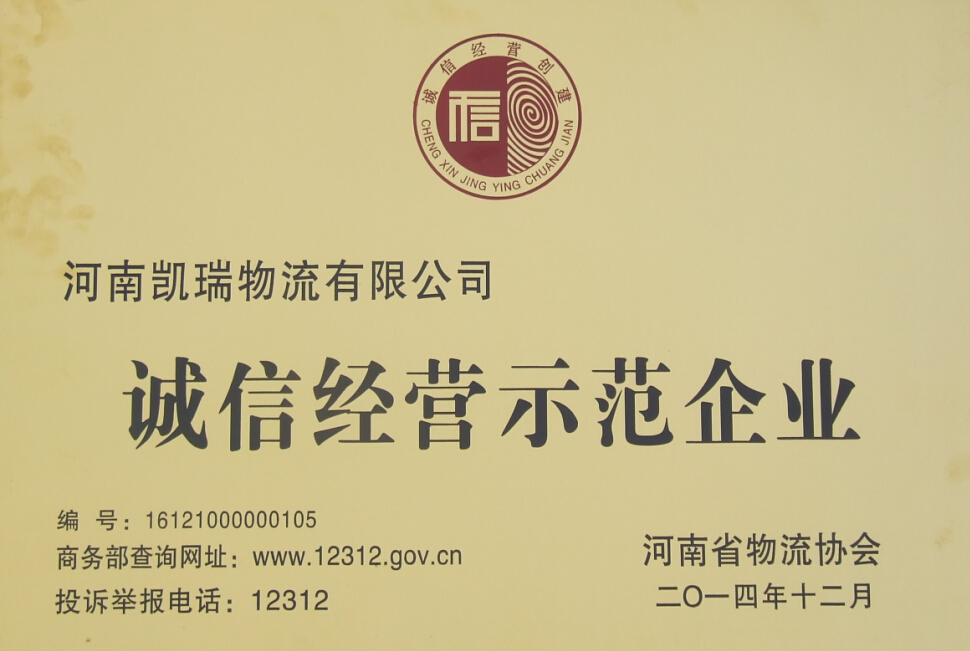 诚信经营创建
信
CHENG XIN JING YING CHUANG JIAN
河南凯瑞物流有限公司
诚信经营示范企业
编 号：16121000000105
商务部查询网址：www.12312.gov.cn
投诉举报电话：12312
河南省物流协会
二〇一四年十二月